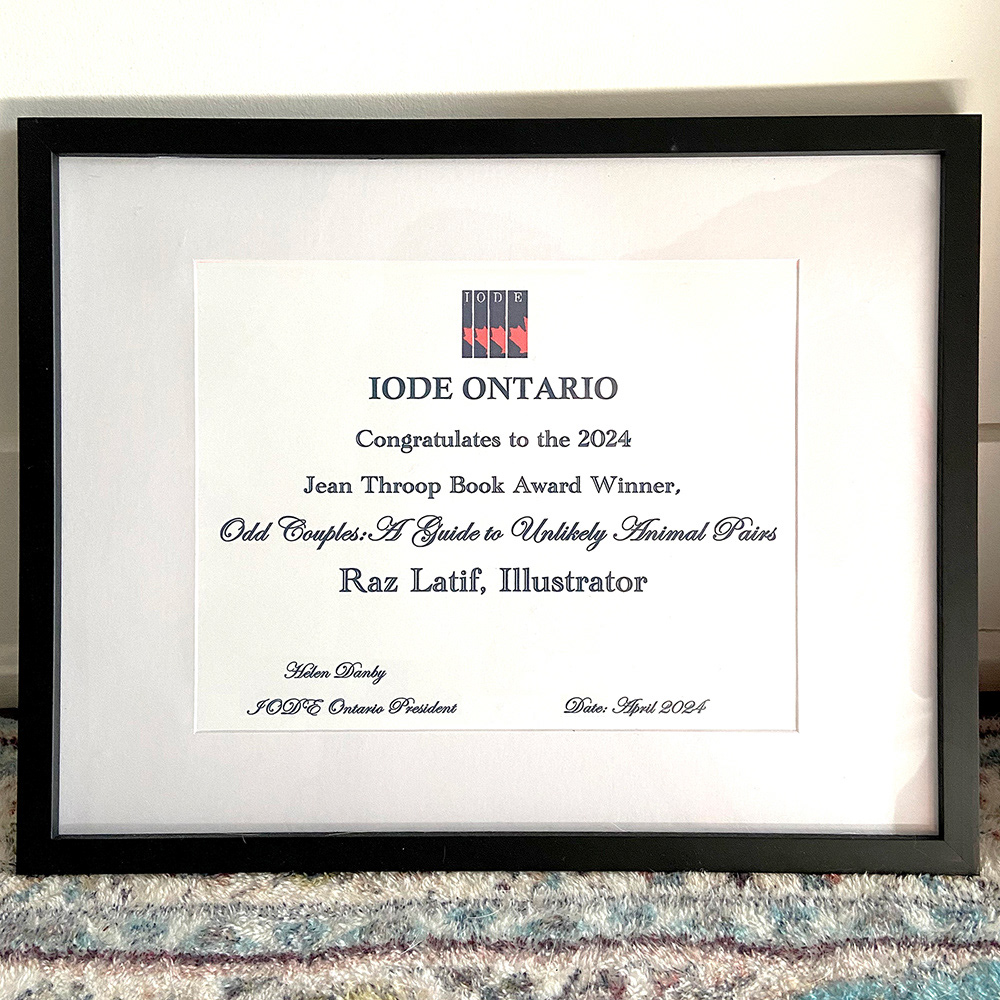 IODE
IODE ONTARIO
Congratulates to the 2024
Jean Throop Book Award Winner,
Odd Couples: A Guide to Unlikely Animal Pairs
Raz Latif, Illustrator
Helen Danby
IODE Ontario President
Date: April 2024